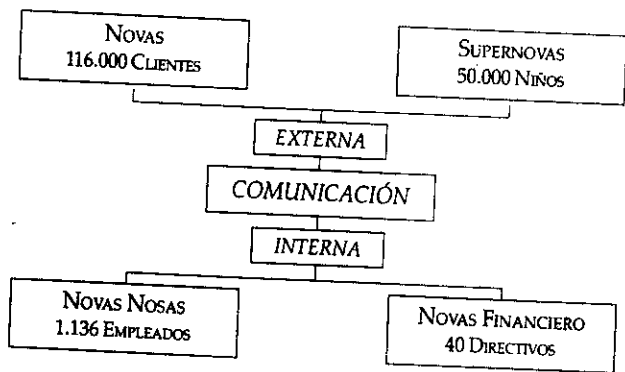 NOVAS
116.000 CLIENTES
SUPERNOVAS
50.000 NIÑOS
EXTERNA
COMUNICACIÓN
INTERNA
NOVAS NOSAS
1.136 EMPLEADOS
NOVAS FINANCIERO
40 DIRECTIVOS